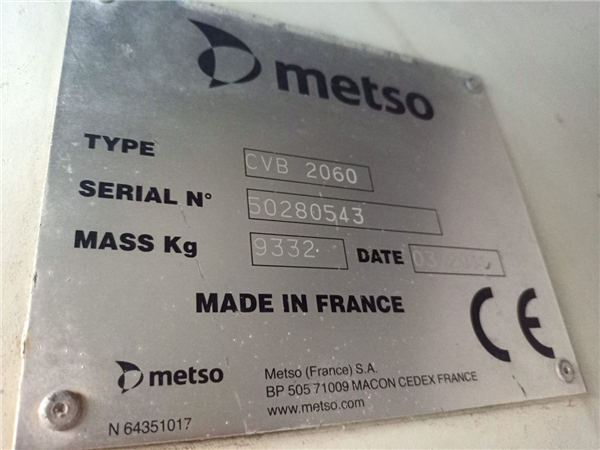 metso
TYPE CVB 2060
SERIAL N° 50280543
MASS Kg 9332 DATE
MADE IN FRANCE
CE
metso
Metso (France) S.A.
BP 505 71009 MACON CEDEX FRANCE
www.metso.com
N 64351017